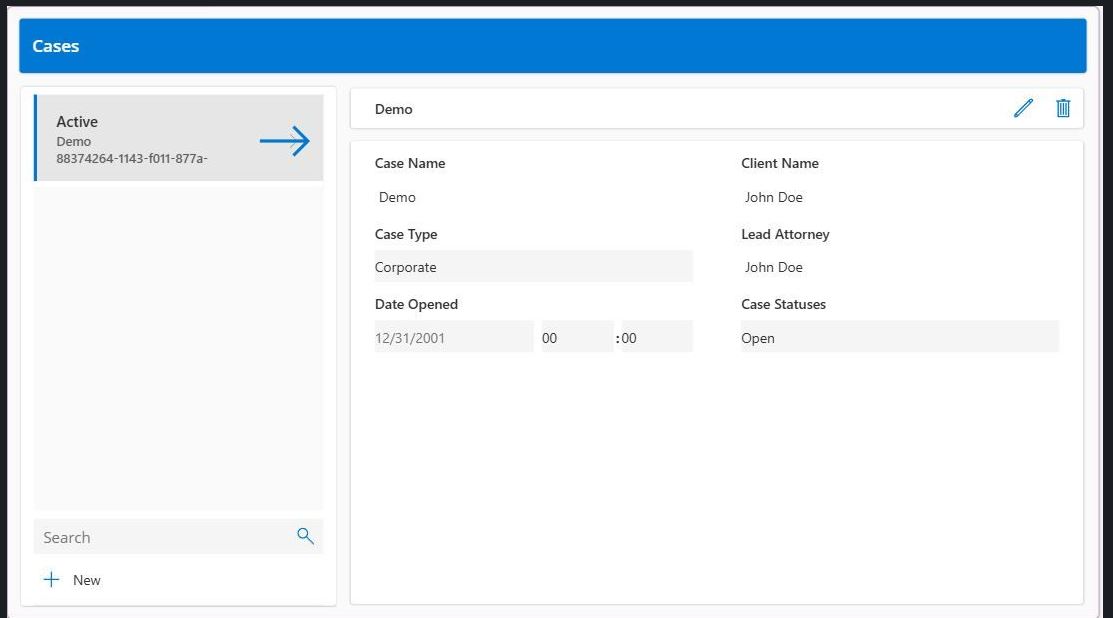 Cases
Active
Demo
88374264-1143-f011-877a-
Search
New
Demo
Case Name
Client Name
Demo
John Doe
Case Type
Lead Attorney
Corporate
John Doe
Date Opened
Case Statuses
12/31/2001 00 :00
Open